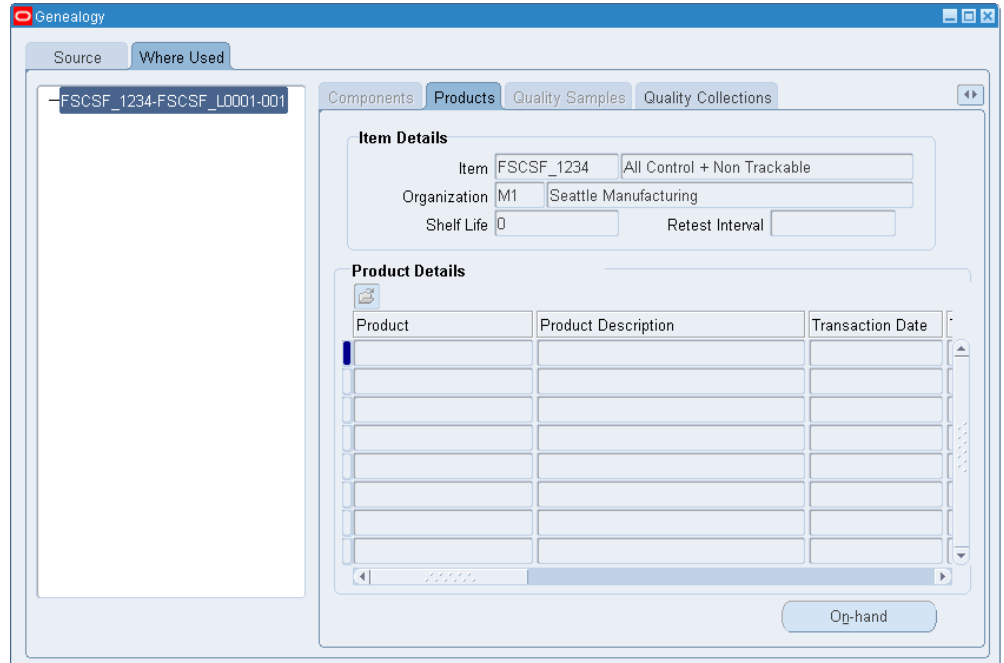 Genealogy
Source Where Used
FSCSF_1234-FSCSF_L0001-001
Components Products Quality Samples Quality Collections
Item Details
Item FSCSF_1234 All Control + Non Trackable
Organization M1 Seattle Manufacturing
Shelf Life 0 Retest Interval
Product Details
Product Product Description Transaction Date
On-hand